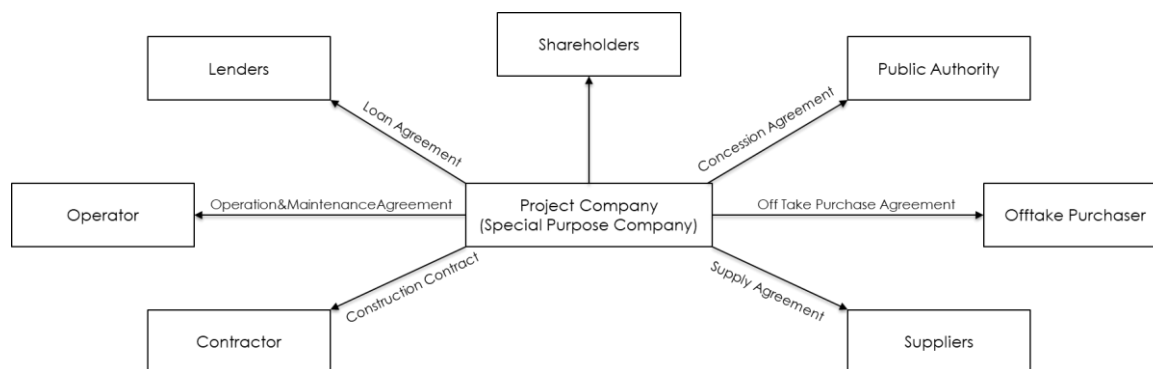 Shareholders
Lenders
Public Authority
Loan Agreement
Concession Agreement
Operator
Operation&MaintenanceAgreement
Project Company
(Special Purpose Company)
Off Take Purchase Agreement
Offtake Purchaser
Construction Contract
Supply Agreement
Contractor
Suppliers